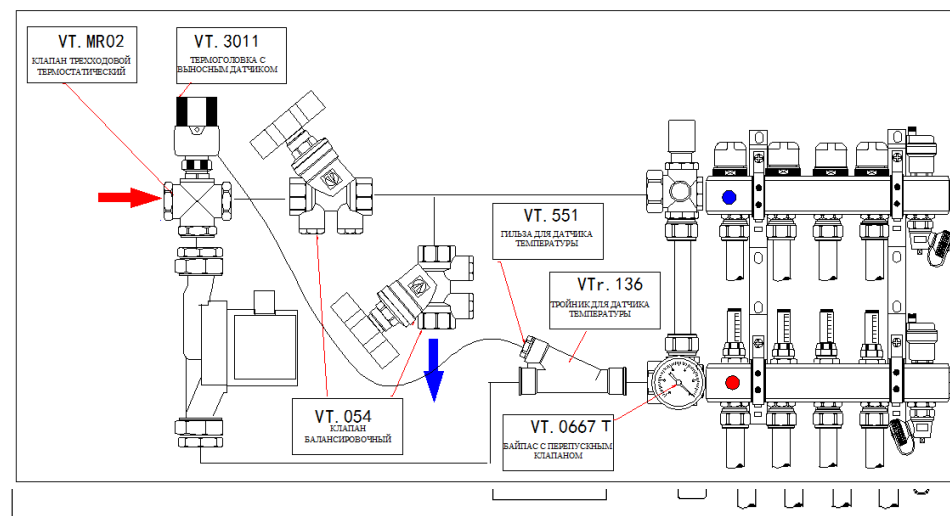 VT. MR02
КЛАПАН ТРЕХХОДОВОЙ
ТЕРМОСТАТИЧЕСКИЙ
VT. 3011
ТЕРМОГОЛОВКА С
ВЫНОСНЫМ ДАТЧИКОМ
VT. 551
ГИЛЬЗА ДЛЯ ДАТЧИКА
ТЕМПЕРАТУРЫ
VTr. 136
ТРОЙНИК ДЛЯ ДАТЧИКА
ТЕМПЕРАТУРЫ
VT. 054
КЛАПАН
БАЛАНСИРОВОЧНЫЙ
VT. 0667 T
БАЙПАС С ПЕРЕПУСКНЫМ
КЛАПАНОМ